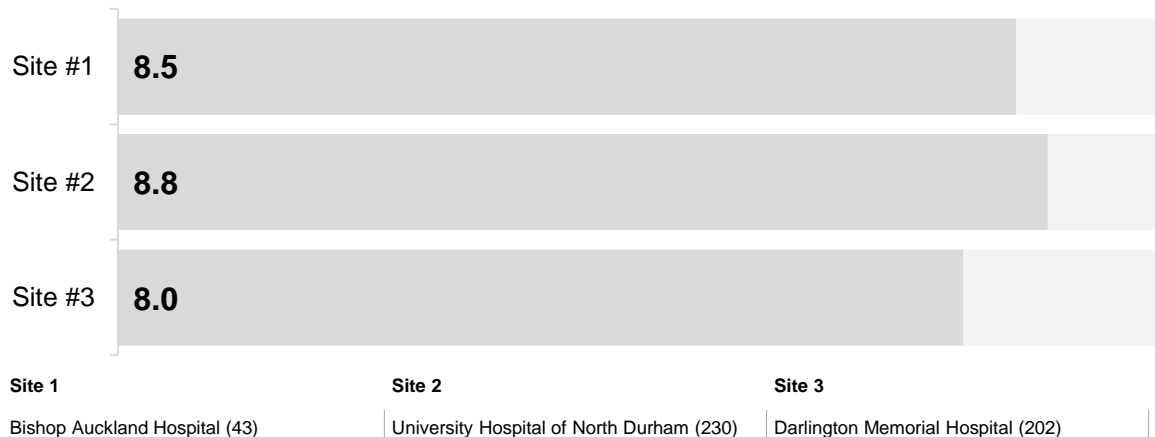 Site #1 8.5
Site #2 8.8
Site #3 8.0
Site 1 Site 2 Site 3
Bishop Auckland Hospital (43) University Hospital of North Durham (230) Darlington Memorial Hospital (202)